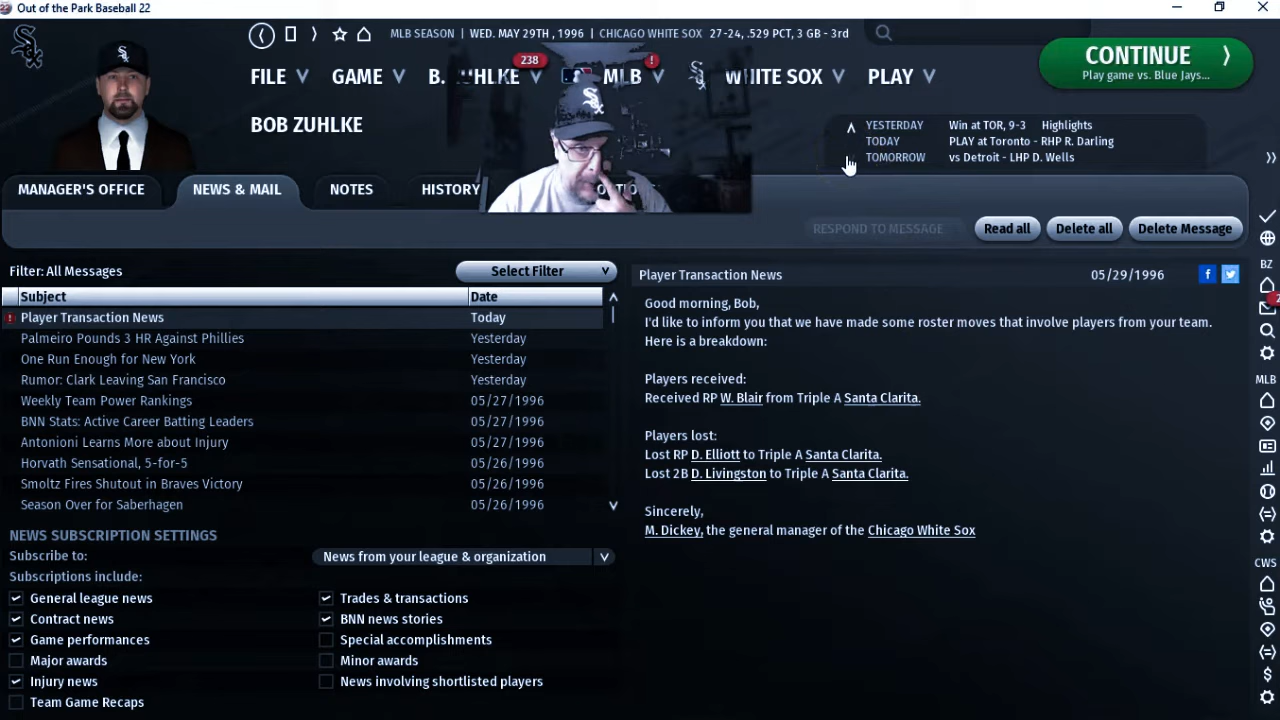 Out of the Park Baseball 22
MLB SEASON | WED. MAY 29TH, 1996 | CHICAGO WHITE SOX 27-24, .529 PCT, 3 GB - 3rd
FILE GAME 238 MLB ! WHITE SOX PLAY
CONTINUE
Play game vs. Blue Jays...
BOB ZUHLKE
YESTERDAY Win at TOR, 9-3 Highlights
TODAY PLAY at Toronto - RHP R. Darling
TOMORROW vs Detroit - LHP D. Wells
MANAGER'S OFFICE NEWS & MAIL NOTES HISTORY
RESPOND TO MESSAGE Read all Delete all Delete Message
Filter: All Messages Select Filter
Subject Date
Player Transaction News Today
Palmeiro Pounds 3 HR Against Phillies Yesterday
One Run Enough for New York Yesterday
Rumor: Clark Leaving San Francisco Yesterday
Weekly Team Power Rankings 05/27/1996
BNN Stats: Active Career Batting Leaders 05/27/1996
Antonioni Learns More about Injury 05/27/1996
Horvath Sensational, 5-for-5 05/26/1996
Smoltz Fires Shutout in Braves Victory 05/26/1996
Season Over for Saberhagen 05/26/1996
NEWS SUBSCRIPTION SETTINGS
Subscribe to: News from your league & organization
Subscriptions include:
General league news Trades & transactions
Contract news BNN news stories
Game performances Special accomplishments
Major awards Minor awards
Injury news News involving shortlisted players
Team Game Recaps
Player Transaction News 05/29/1996
Good morning, Bob,
I'd like to inform you that we have made some roster moves that involve players from your team.
Here is a breakdown:
Players received:
Received RP W. Blair from Triple A Santa Clarita.
Players lost:
Lost RP D. Elliott to Triple A Santa Clarita.
Lost 2B D. Livingston to Triple A Santa Clarita.
Sincerely,
M. Dickey, the general manager of the Chicago White Sox
BZ
MLB
CWS